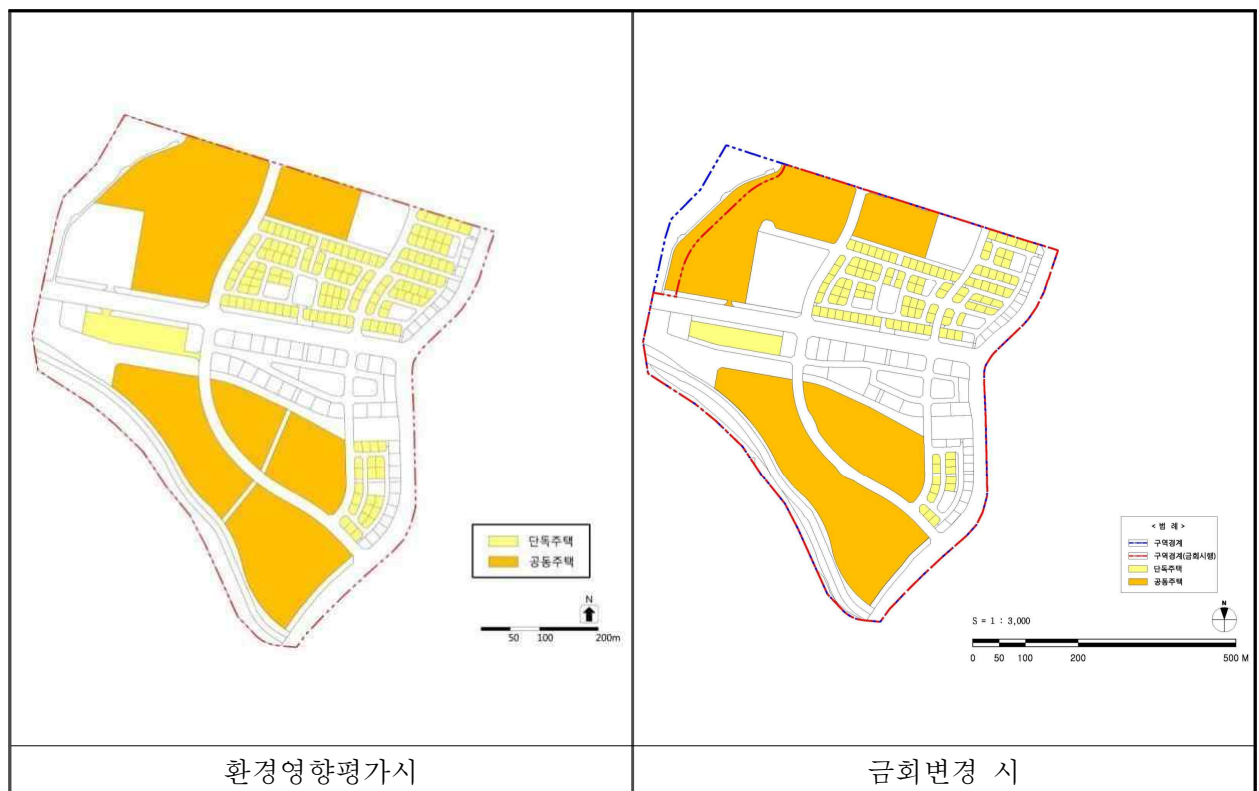 단독주택
공동주택
N
50 100 200m
환경영향평가시
< 범 례 >
구역경계
구역경계(금회시행)
단독주택
공동주택
N
S = 1 : 3,000
0 50 100 200 500 M
금회변경 시